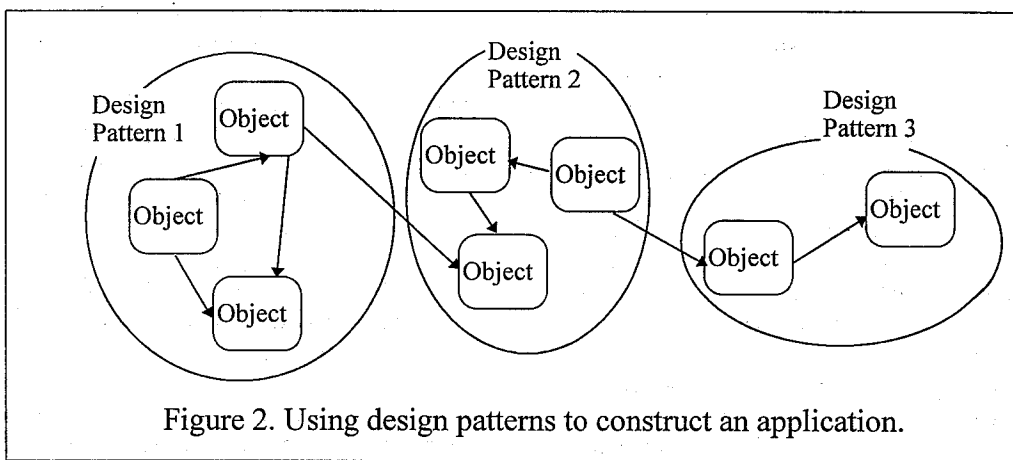 Design
Pattern 1
Object
Object
Object
Design
Pattern 2
Object
Object
Object
Design
Pattern 3
Object
Object
Figure 2. Using design patterns to construct an application.